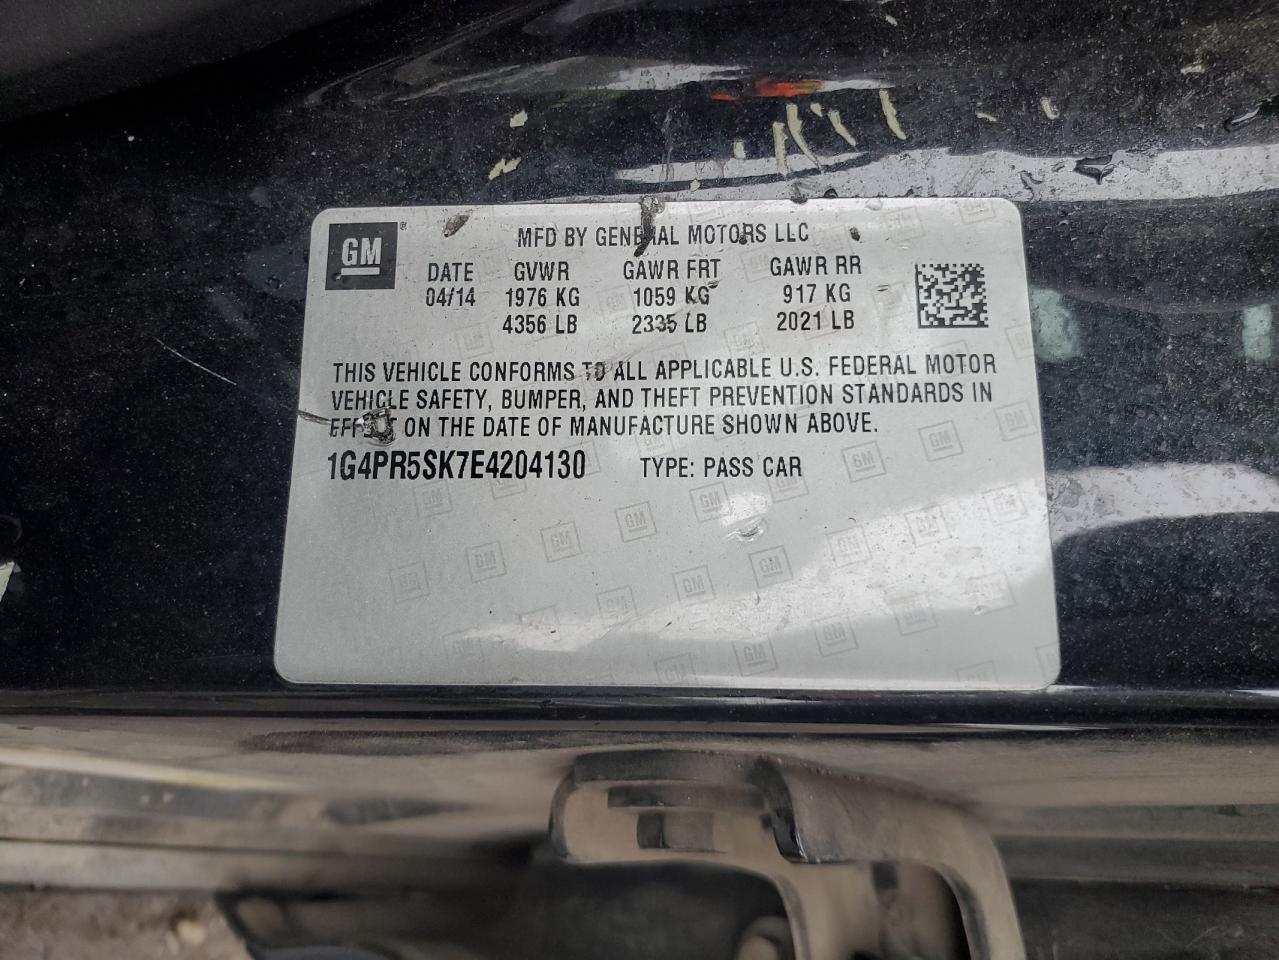 GM ®
MFD BY GENERAL MOTORS LLC
DATE GVWR GAWR FRT GAWR RR
04/14 1976 KG 1059 KG 917 KG
4356 LB 2335 LB 2021 LB
THIS VEHICLE CONFORMS TO ALL APPLICABLE U.S. FEDERAL MOTOR
VEHICLE SAFETY, BUMPER, AND THEFT PREVENTION STANDARDS IN
EFFECT ON THE DATE OF MANUFACTURE SHOWN ABOVE.
1G4PR5SK7E4204130 TYPE: PASS CAR